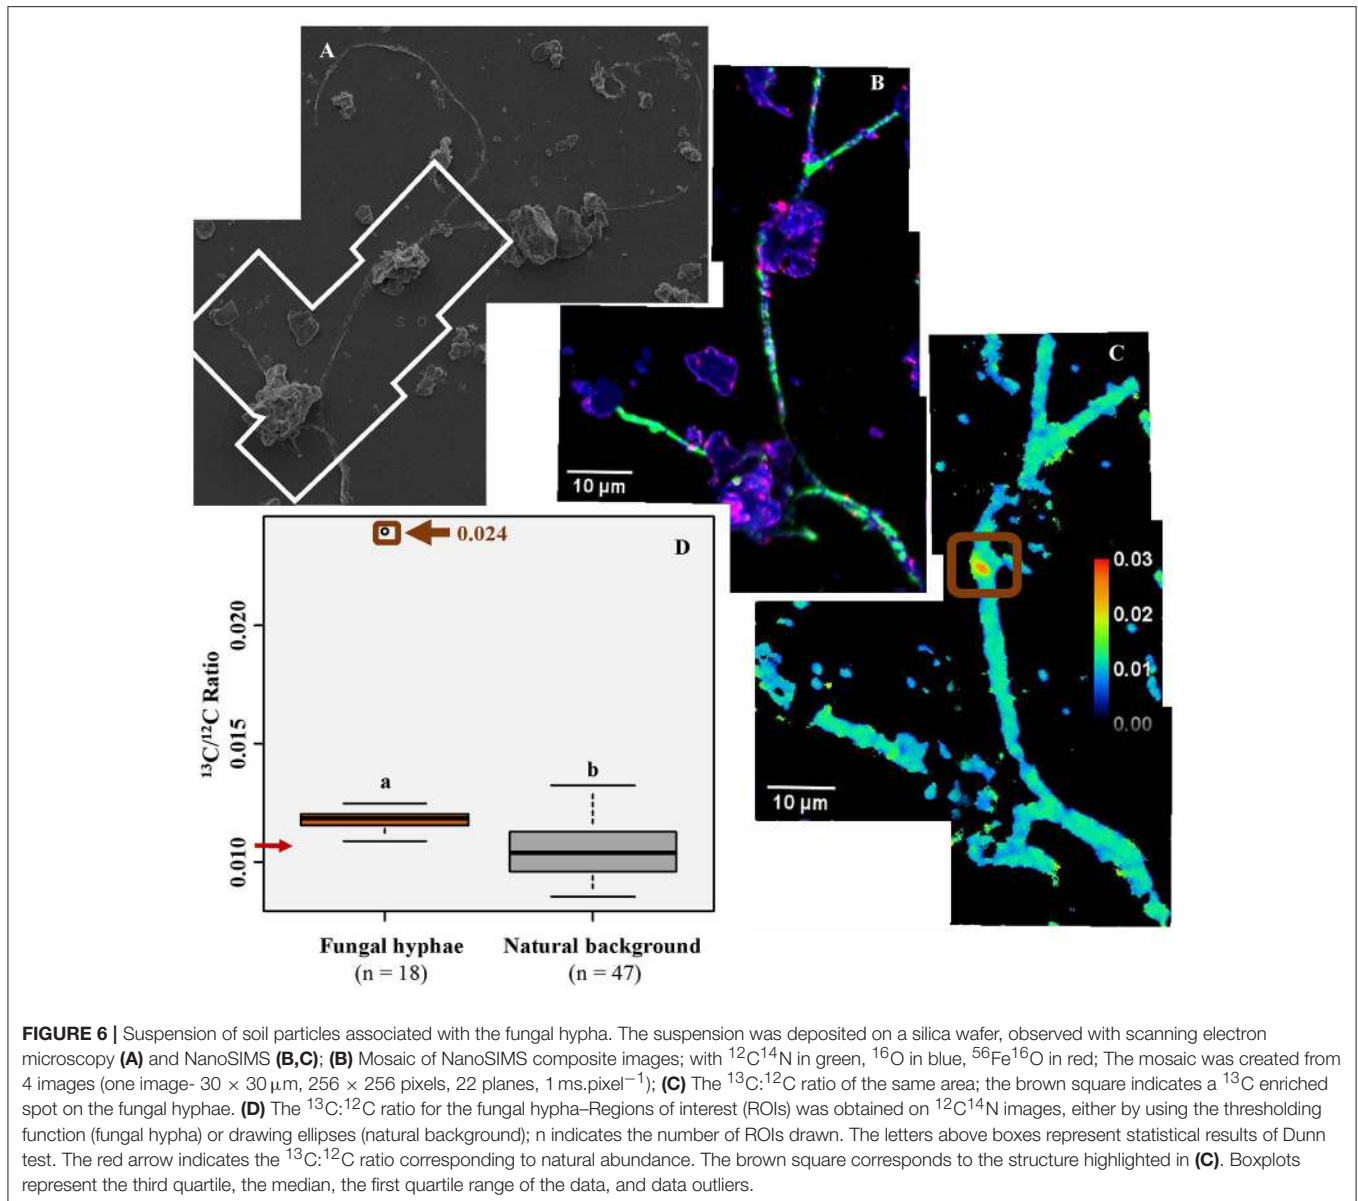 A
B
10 µm
C
0.03
0.02
0.01
0.00
10 µm
D
0.024
0.020
0.015
0.010
¹³C/¹²C Ratio
a
b
Fungal hyphae
(n = 18)
Natural background
(n = 47)
FIGURE 6 | Suspension of soil particles associated with the fungal hypha. The suspension was deposited on a silica wafer, observed with scanning electron
microscopy (A) and NanoSIMS (B,C); (B) Mosaic of NanoSIMS composite images; with ¹²C¹⁴N in green, ¹⁶O in blue, ⁵⁶Fe¹⁶O in red; The mosaic was created from
4 images (one image- 30 × 30 µm, 256 × 256 pixels, 22 planes, 1 ms.pixel⁻¹); (C) The ¹³C:¹²C ratio of the same area; the brown square indicates a ¹³C enriched
spot on the fungal hyphae. (D) The ¹³C:¹²C ratio for the fungal hypha–Regions of interest (ROIs) was obtained on ¹²C¹⁴N images, either by using the thresholding
function (fungal hypha) or drawing ellipses (natural background); n indicates the number of ROIs drawn. The letters above boxes represent statistical results of Dunn
test. The red arrow indicates the ¹³C:¹²C ratio corresponding to natural abundance. The brown square corresponds to the structure highlighted in (C). Boxplots
represent the third quartile, the median, the first quartile range of the data, and data outliers.